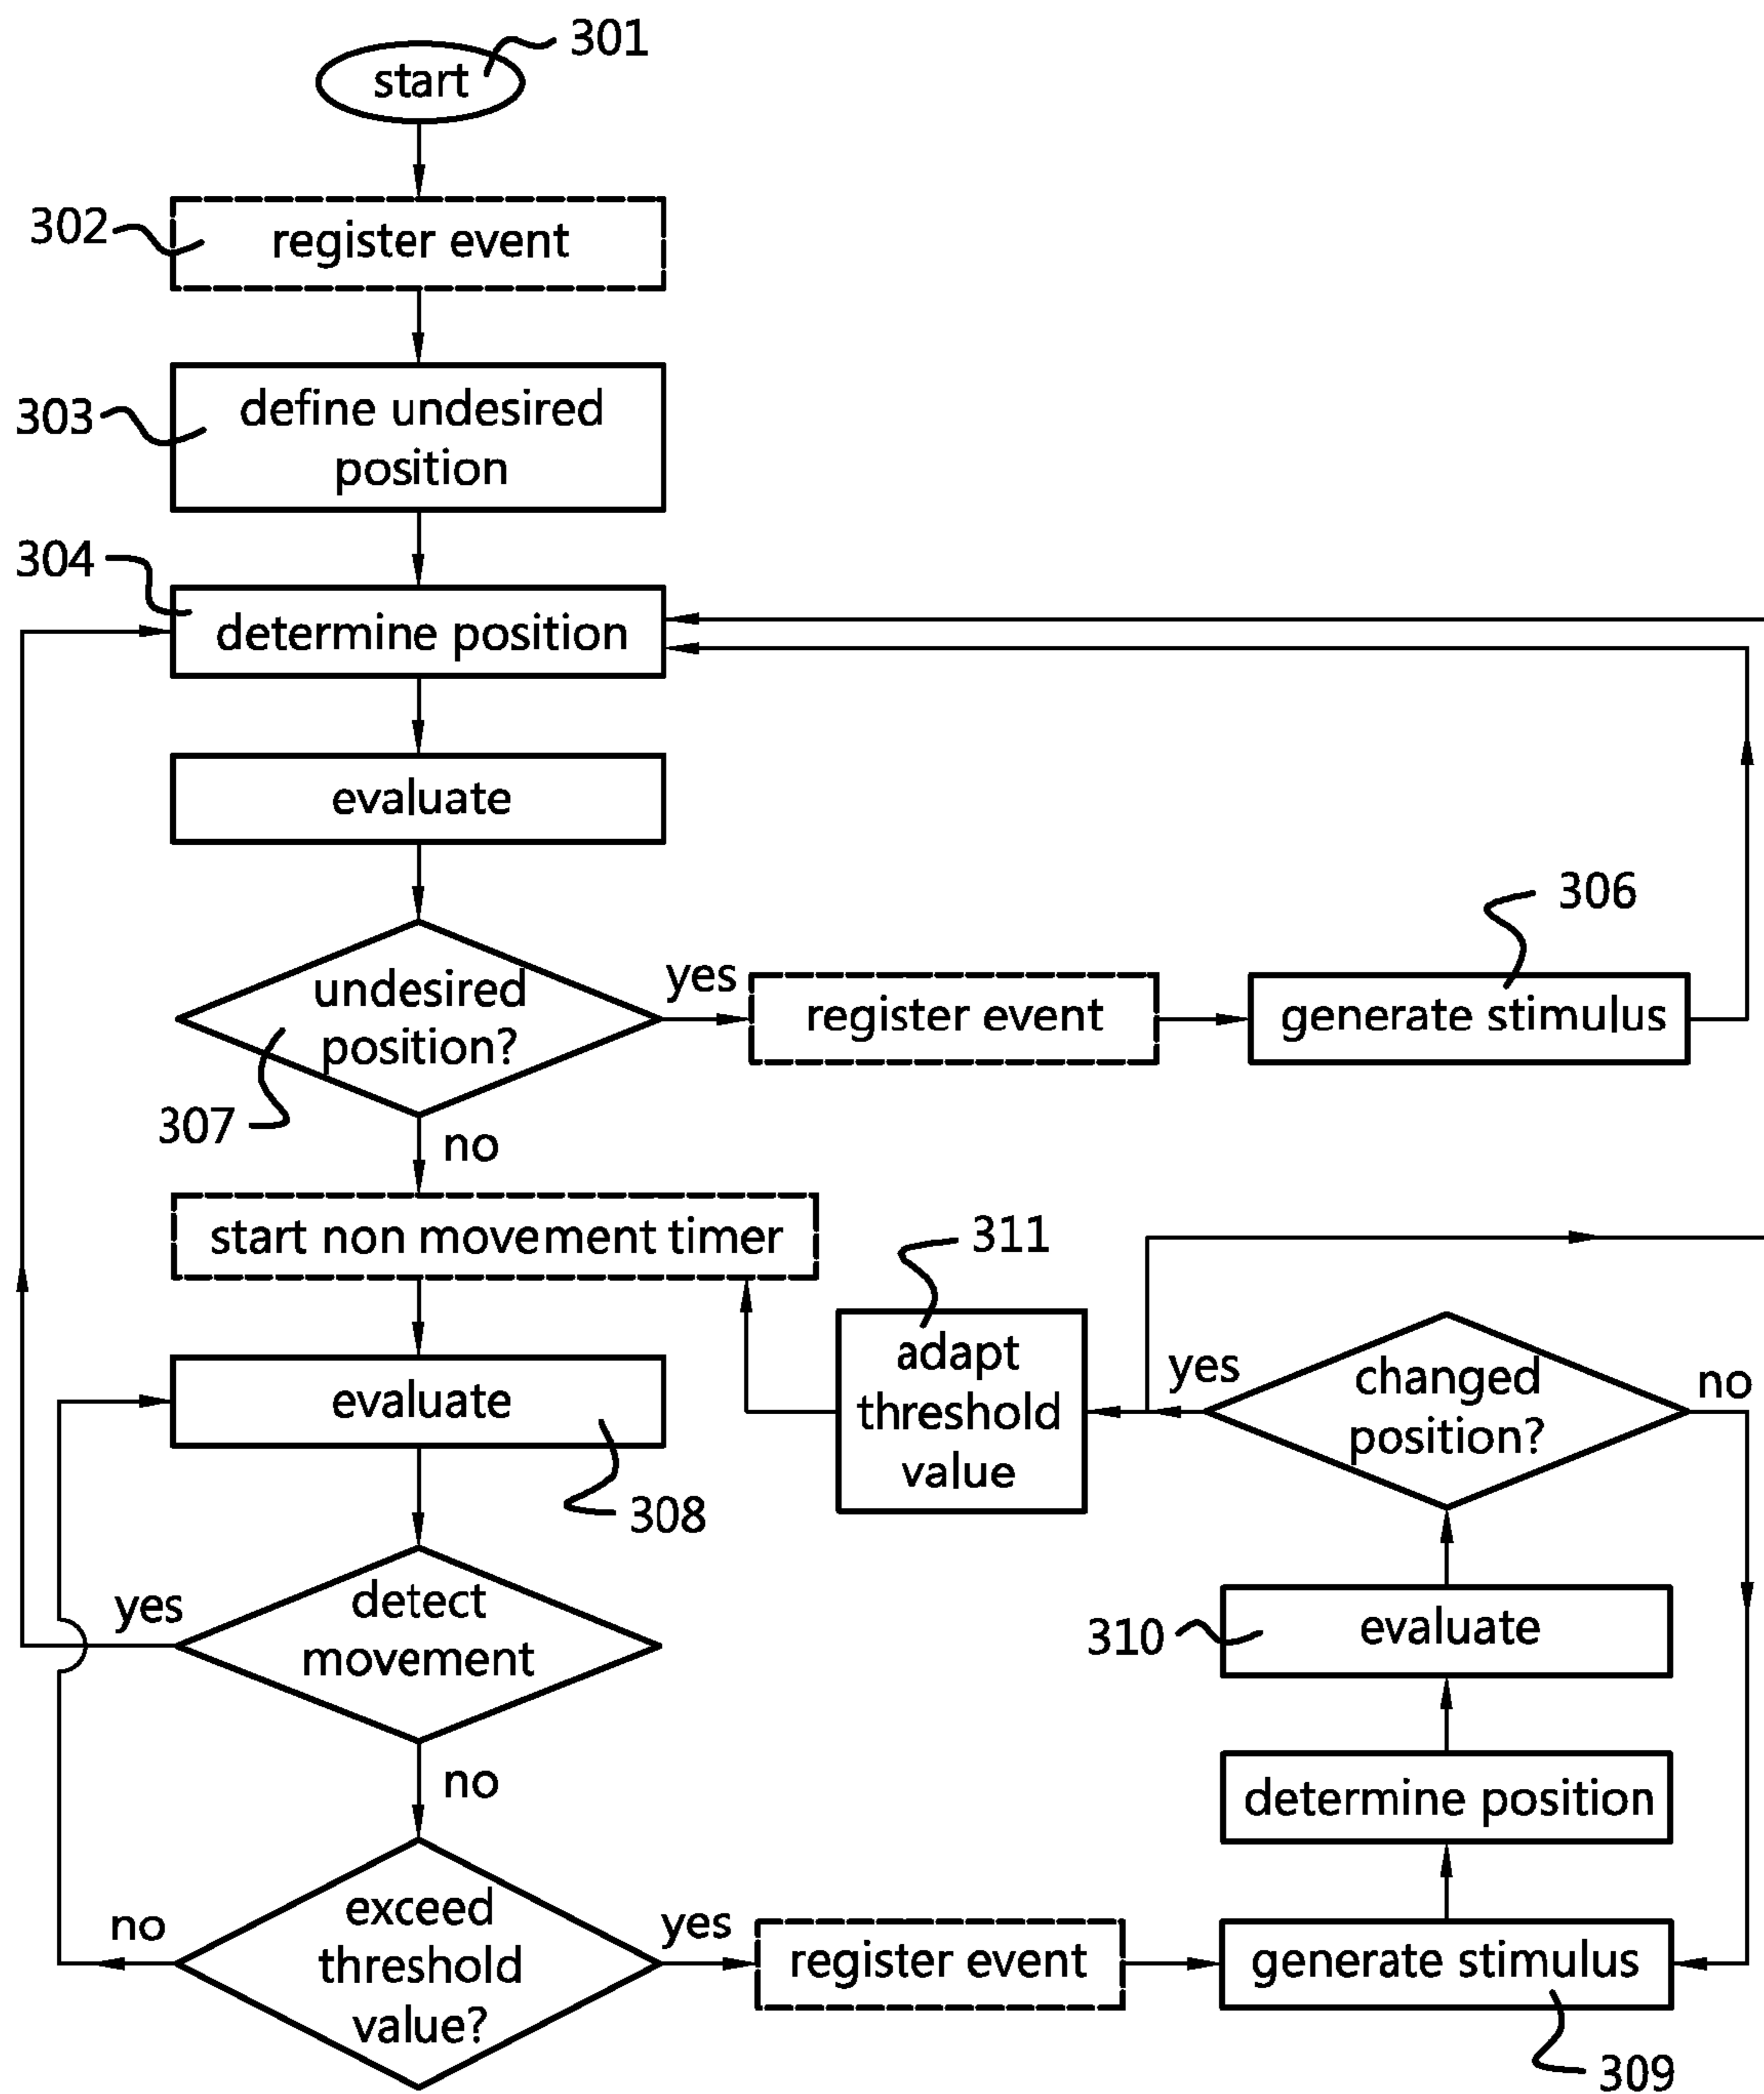 301
start
302
register event
303
define undesired
position
304
determine position
evaluate
306
undesired
position?
yes
register event
generate stimulus
307
no
start non movement timer
311
adapt
threshold
value
yes
changed
position?
no
evaluate
308
yes
detect
movement
310
evaluate
no
determine position
no
exceed
threshold
value?
yes
register event
generate stimulus
309